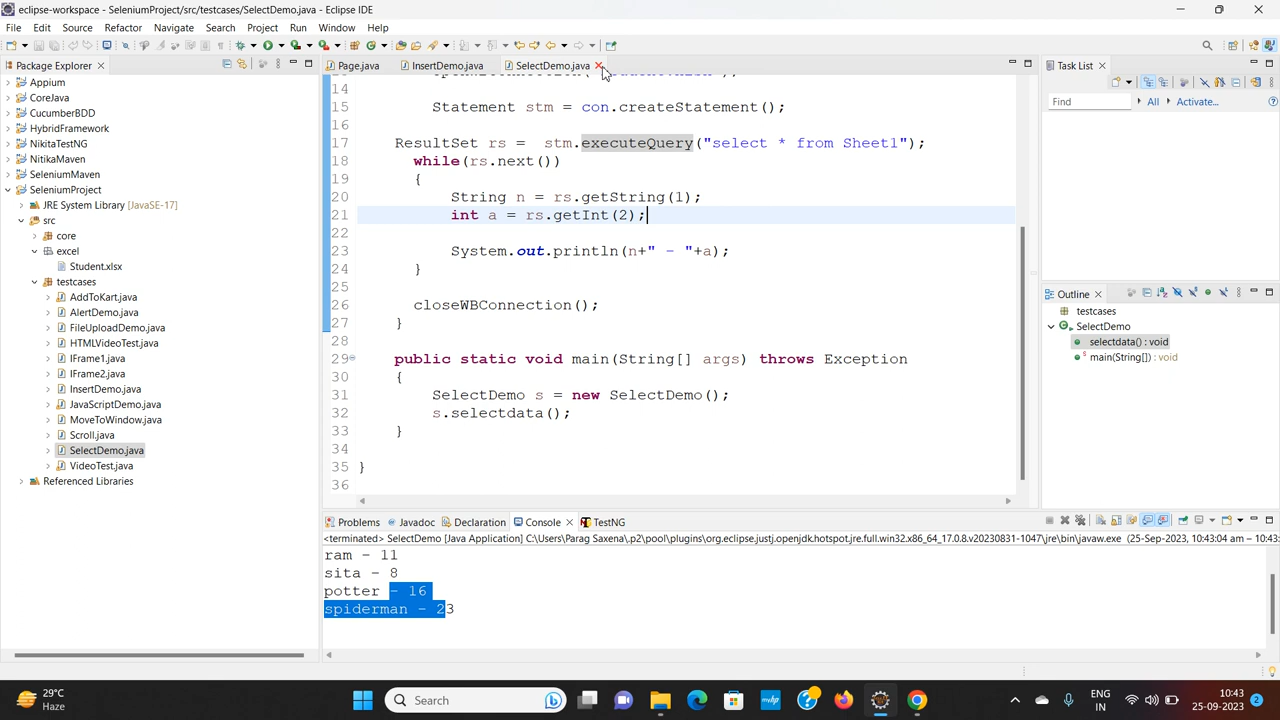 eclipse-workspace - SeleniumProject/src/testcases/SelectDemo.java - Eclipse IDE
File Edit Source Refactor Navigate Search Project Run Window Help
Package Explorer
Appium
CoreJava
CucumberBDD
HybridFramework
NikitaTestNG
NitikaMaven
SeleniumMaven
SeleniumProject
JRE System Library [JavaSE-17]
src
core
excel
Student.xlsx
testcases
AddToKart.java
AlertDemo.java
FileUploadDemo.java
HTMLVideoTest.java
IFrame1.java
IFrame2.java
InsertDemo.java
JavaScriptDemo.java
MoveToWindow.java
Scroll.java
SelectDemo.java
VideoTest.java
Referenced Libraries
Page.java InsertDemo.java SelectDemo.java
14
15 Statement stm = con.createStatement();
16
17 ResultSet rs = stm.executeQuery("select * from Sheet1");
18 while(rs.next())
19 {
20 String n = rs.getString(1);
21 int a = rs.getInt(2);
22
23 System.out.println(n+" - "+a);
24 }
25
26 closeWBConnection();
27 }
28
29 public static void main(String[] args) throws Exception
30 {
31 SelectDemo s = new SelectDemo();
32 s.selectdata();
33 }
34
35 }
36
Task List
Find All Activate...
Outline
testcases
SelectDemo
selectdata() : void
main(String[]) : void
Problems Javadoc Declaration Console TestNG
<terminated> SelectDemo [Java Application] C:\Users\Parag Saxena\.p2\pool\plugins\org.eclipse.justj.openjdk.hotspot.jre.full.win32.x86_64_17.0.8.v20230831-1047\jre\bin\javaw.exe (25-Sep-2023, 10:43:04 am – 10:43
ram - 11
sita - 8
potter - 16
spiderman - 23
29°C
Haze
Search
ENG
IN
10:43
25-09-2023
2